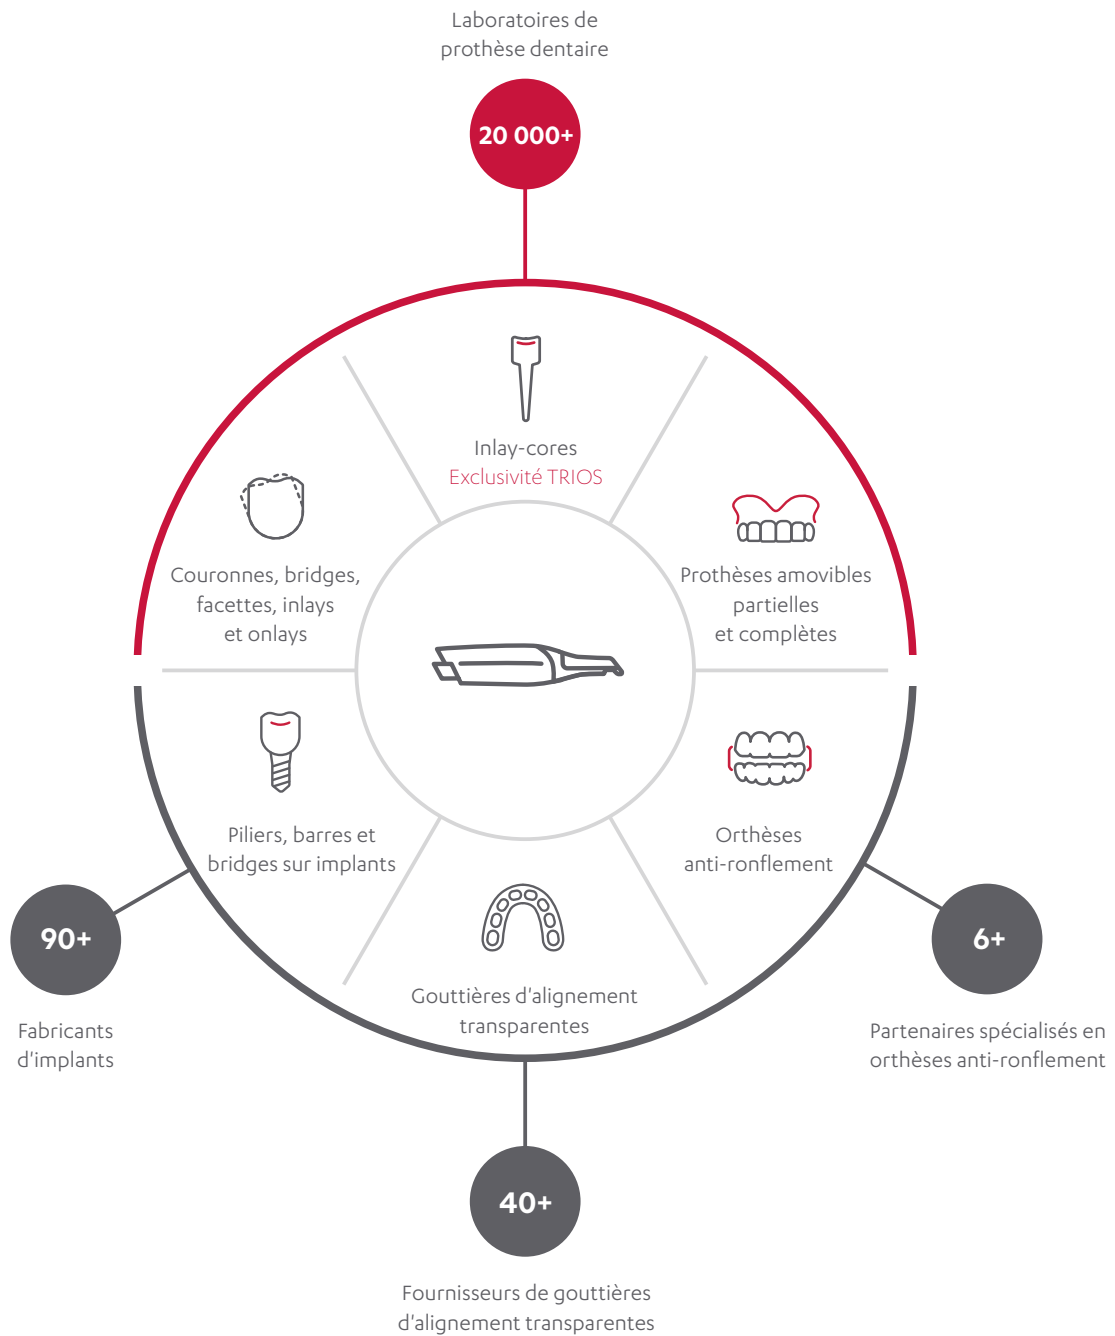 Laboratoires de
prothèse dentaire
20 000+
Inlay-cores
Exclusivité TRIOS
Couronnes, bridges,
facettes, inlays
et onlays
Prothèses amovibles
partielles
et complètes
Piliers, barres et
bridges sur implants
Orthèses
anti-ronflement
Gouttières d'alignement
transparentes
90+
Fabricants
d'implants
6+
Partenaires spécialisés en
orthèses anti-ronflement
40+
Fournisseurs de gouttières
d'alignement transparentes